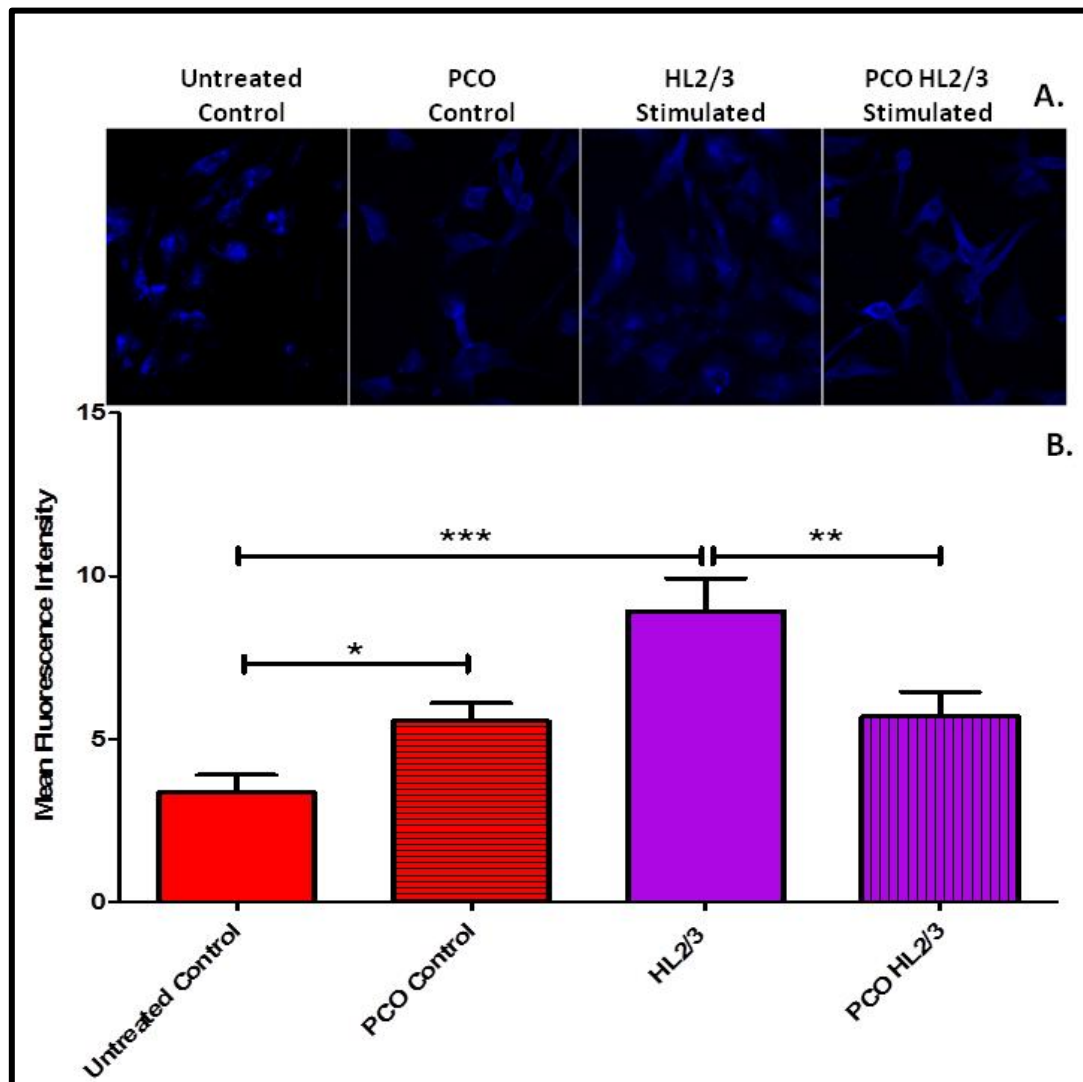 Untreated
Control
PCO
Control
HL2/3
Stimulated
PCO HL2/3
Stimulated
A.
B.
15
10
5
0
Mean Fluorescence Intensity
***
**
*
Untreated Control
PCO Control
HL2/3
PCO HL2/3